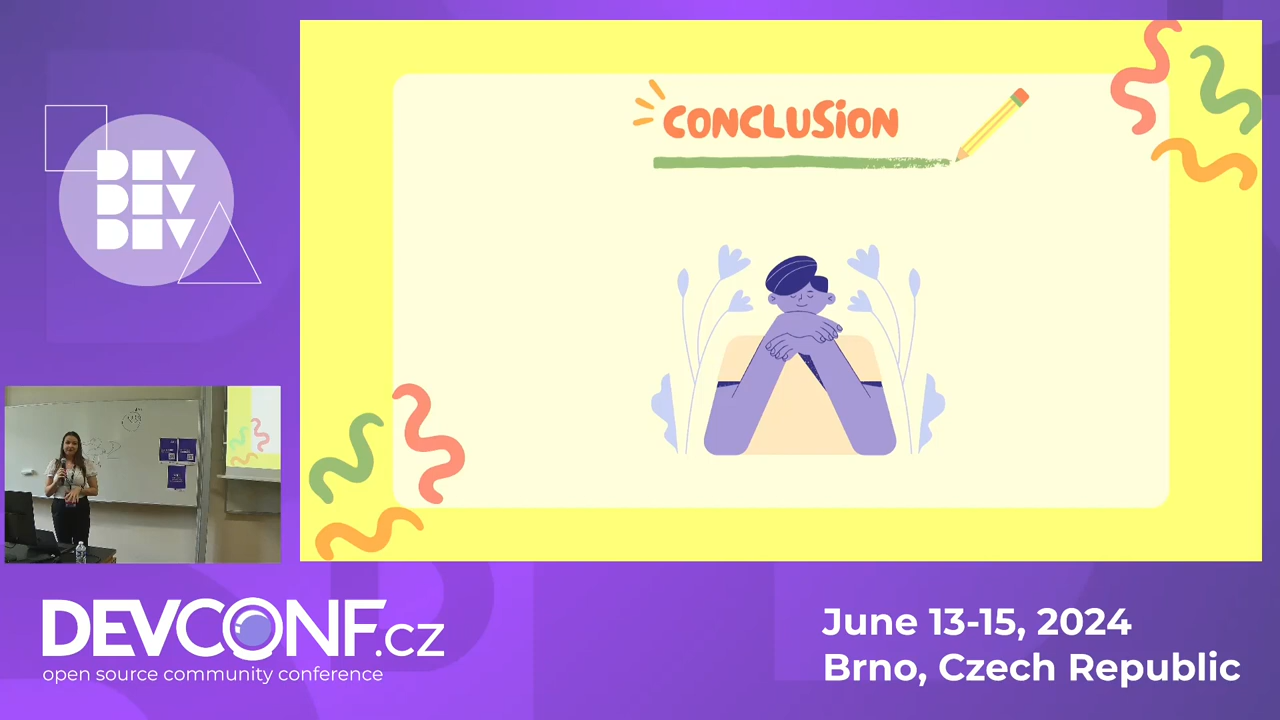 CONCLUSION
DEV
DEV
DEV
DEVCONF.cz
open source community conference
June 13-15, 2024
Brno, Czech Republic